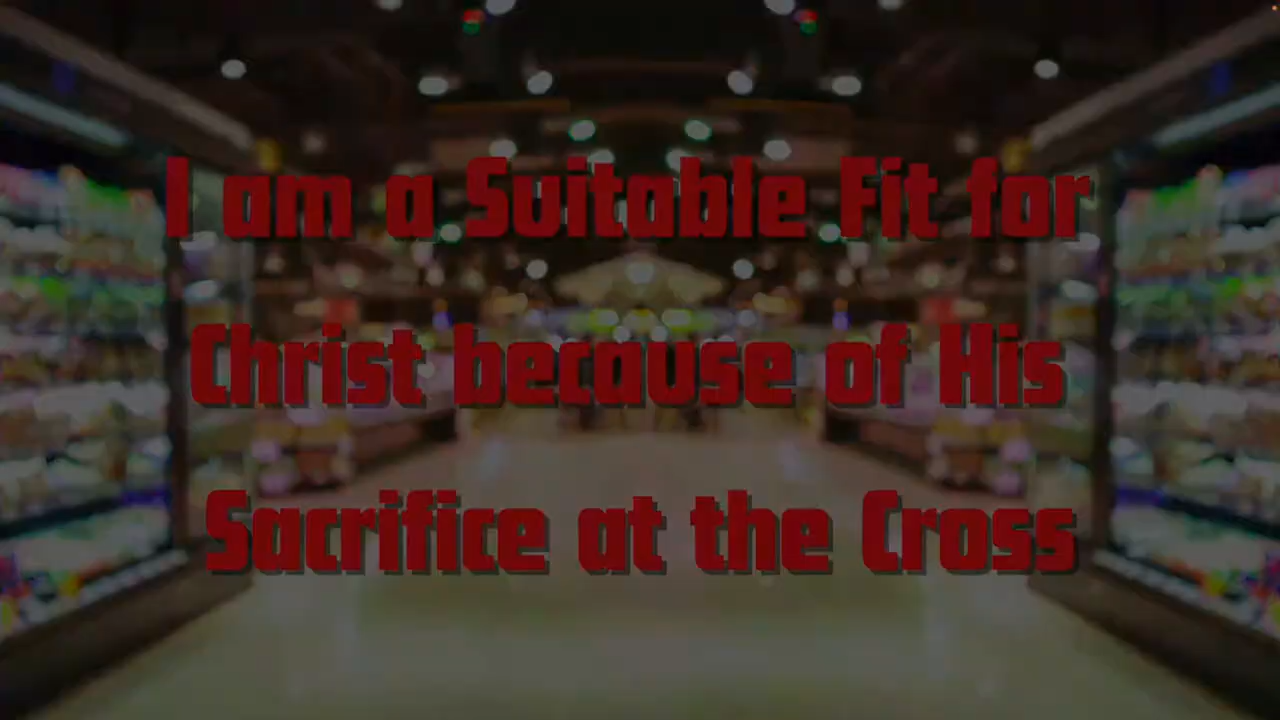 I am a Suitable Fit for
Christ because of His
Sacrifice at the Cross